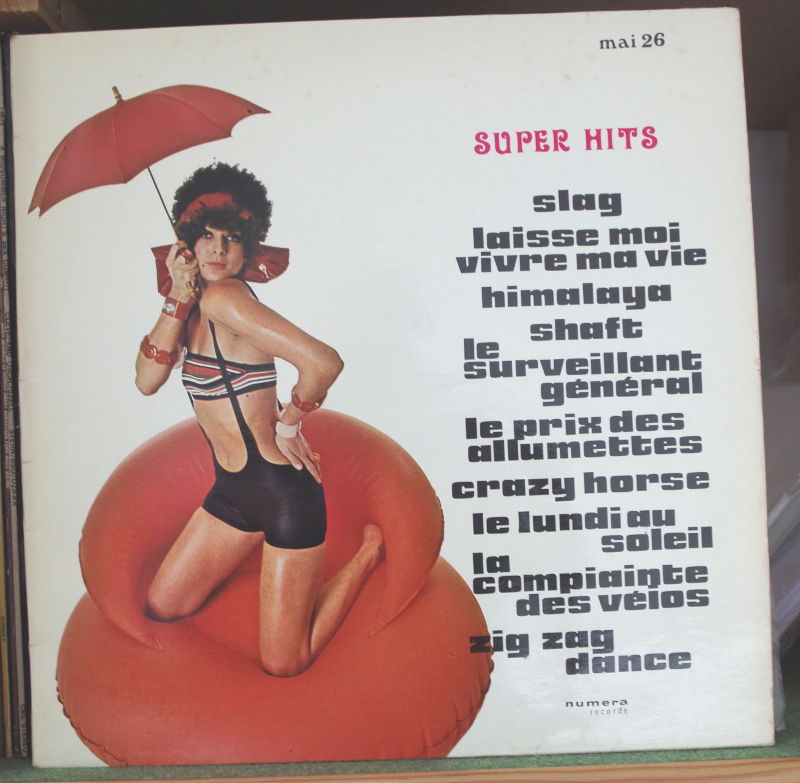 mai 26
SUPER HITS
slag
laisse moi
vivre ma vie
himalaya
shaft
le
surveillant
général
le prix des
allumettes
crazy horse
le lundi au
soleil
la
compiainte
des vélos
zig zag
dance
numera
records